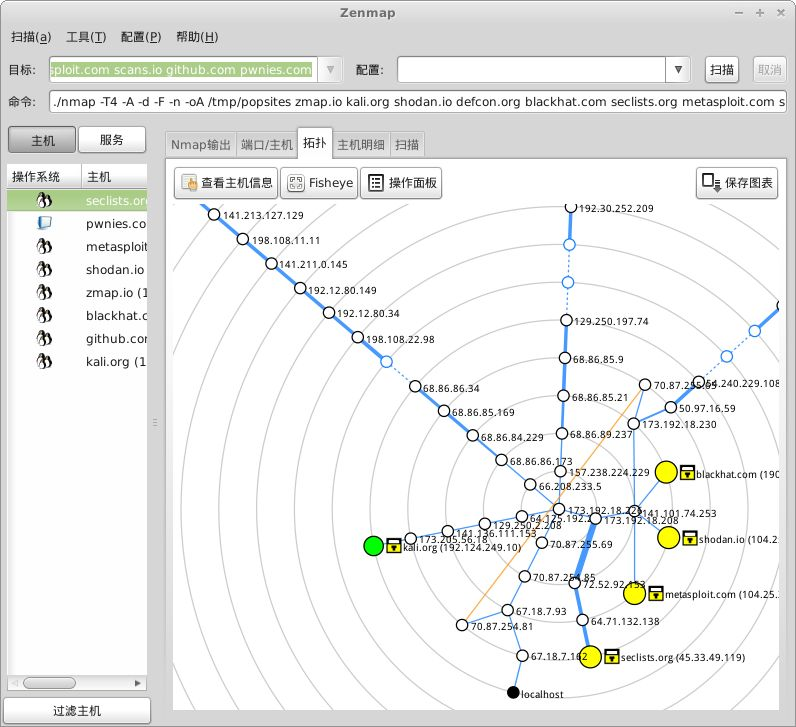 Zenmap
扫描(a) 工具(T) 配置(P) 帮助(H)
目标: sploit.com scans.io github.com pwnies.com 配置: 扫描 取消
命令: ./nmap -T4 -A -d -F -n -oA /tmp/popsites zmap.io kali.org shodan.io defcon.org blackhat.com seclists.org metasploit.com s
主机 服务
Nmap输出 端口/主机 拓扑 主机明细 扫描
操作系统 主机
seclists.org
pwnies.com
metasploit
shodan.io
zmap.io (1
blackhat.c
github.com
kali.org (1
过滤主机
查看主机信息 Fisheye 操作面板 保存图表
192.30.252.209
141.213.127.129
198.108.11.11
141.211.0.145
192.12.80.149
192.12.80.34
129.250.197.74
198.108.22.98
68.86.85.9
68.86.86.34
54.240.229.108
68.86.85.21
68.86.85.169
50.97.16.59
173.192.18.230
68.86.84.229
68.86.89.237
68.86.86.173
157.238.224.229
blackhat.com (190
66.208.233.5
173.192.18.226
141.101.74.253
64.125.192.2
173.192.18.208
129.250.2.208
141.136.111.153
173.205.56.18
shodan.io (104.2
kali.org (192.124.249.10)
70.87.255.69
70.87.254.85
72.52.92.153
metasploit.com (104.25.
67.18.7.93
64.71.132.138
70.87.254.81
67.18.7.162
seclists.org (45.33.49.119)
localhost